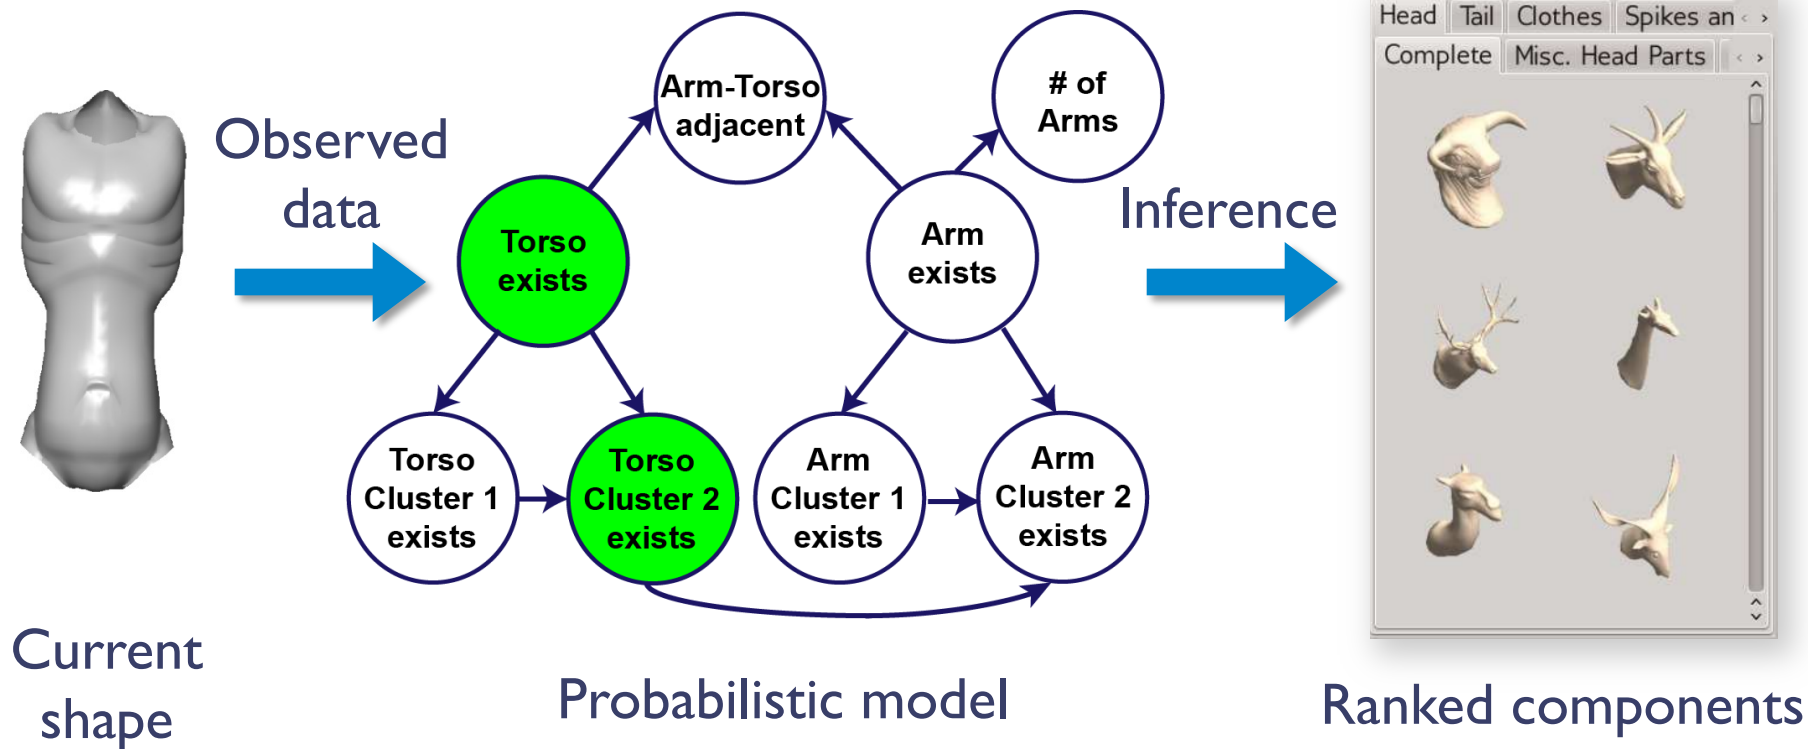 Observed
data
Current
shape
Arm-Torso
adjacent
# of
Arms
Torso
exists
Arm
exists
Torso
Cluster 1
exists
Torso
Cluster 2
exists
Arm
Cluster 1
exists
Arm
Cluster 2
exists
Probabilistic model
Inference
Head Tail Clothes Spikes an
Complete Misc. Head Parts
Ranked components